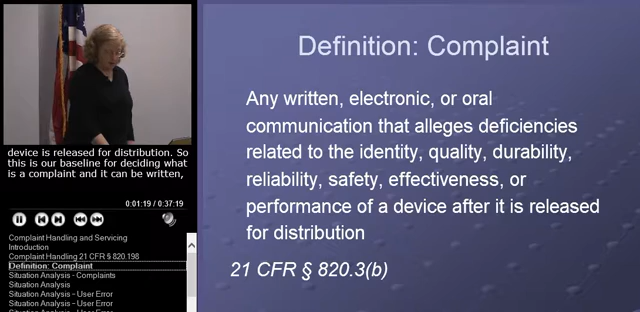 Definition: Complaint
Any written, electronic, or oral
communication that alleges deficiencies
related to the identity, quality, durability,
reliability, safety, effectiveness, or
performance of a device after it is released
for distribution
21 CFR § 820.3(b)
device is released for distribution. So
this is our baseline for deciding what
is a complaint and it can be written,
0:01:19 / 0:37:19
Complaint Handling and Servicing
Introduction
Complaint Handling 21 CFR § 820.198
Definition: Complaint
Situation Analysis - Complaints
Situation Analysis
Situation Analysis – User Error
Situation Analysis – User Error
Situation Analysis – User Error